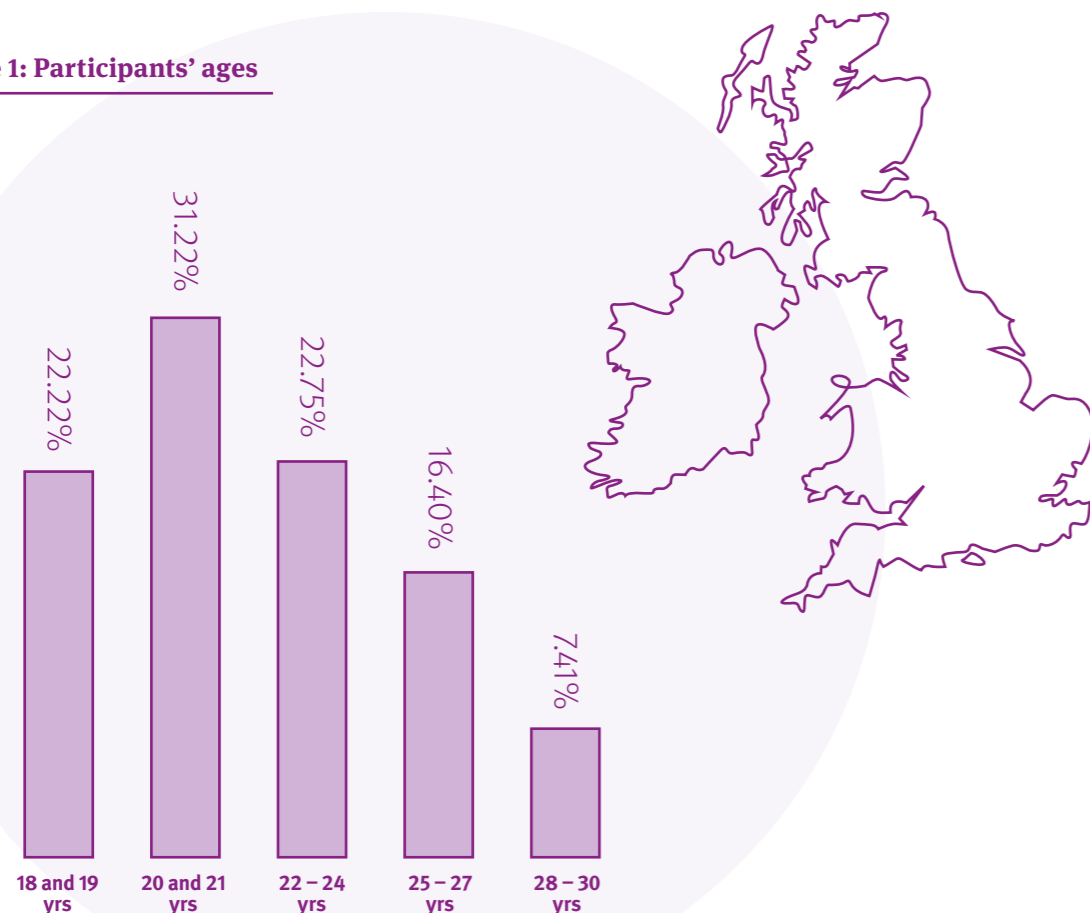 1: Participants’ ages
31.22%
22.22%
22.75%
16.40%
7.41%
18 and 19
yrs
20 and 21
yrs
22 – 24
yrs
25 – 27
yrs
28 – 30
yrs